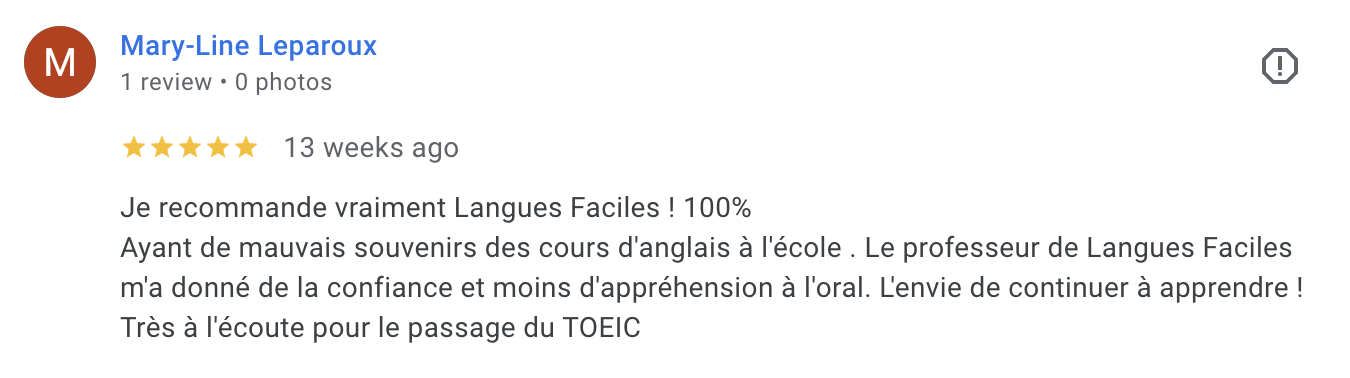 M
Mary-Line Leparoux
1 review • 0 photos
13 weeks ago
Je recommande vraiment Langues Faciles ! 100%
Ayant de mauvais souvenirs des cours d'anglais à l'école . Le professeur de Langues Faciles
m'a donné de la confiance et moins d'appréhension à l'oral. L'envie de continuer à apprendre !
Très à l'écoute pour le passage du TOEIC